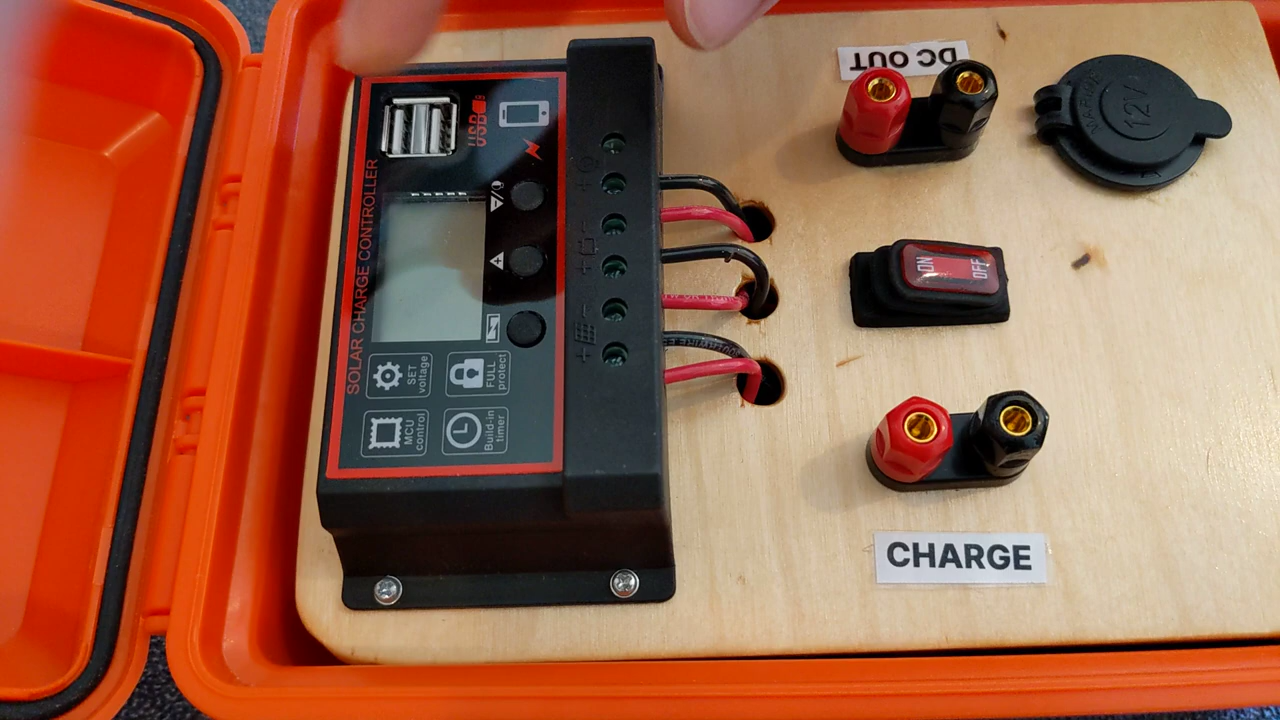 DC OUT
USB
SOLAR CHARGE CONTROLLER
12V
ON
OFF
SET
voltage
FULL
protect
MCU
control
Build-in
timer
CHARGE